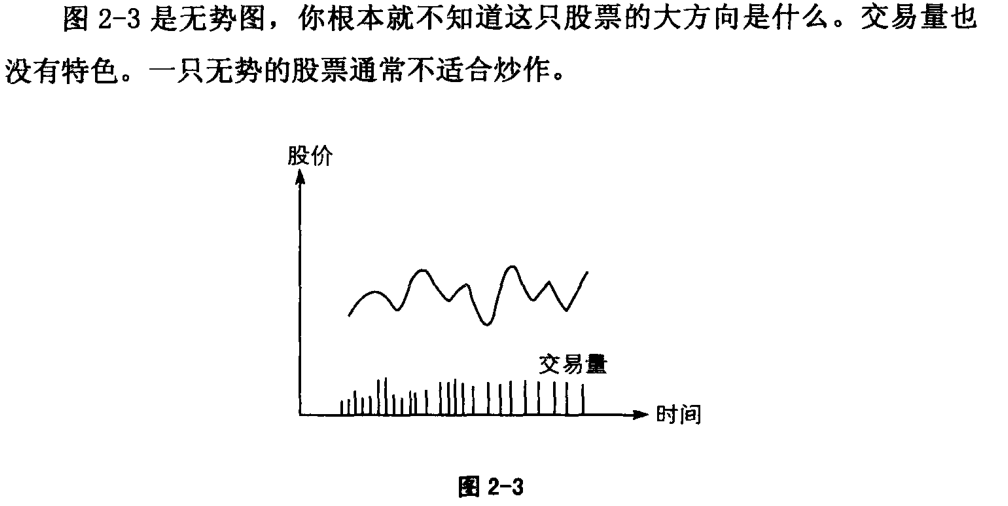 图 2-3 是无势图，你根本就不知道这只股票的大方向是什么。交易量也
没有特色。一只无势的股票通常不适合炒作。
股价
交易量
时间
图 2-3